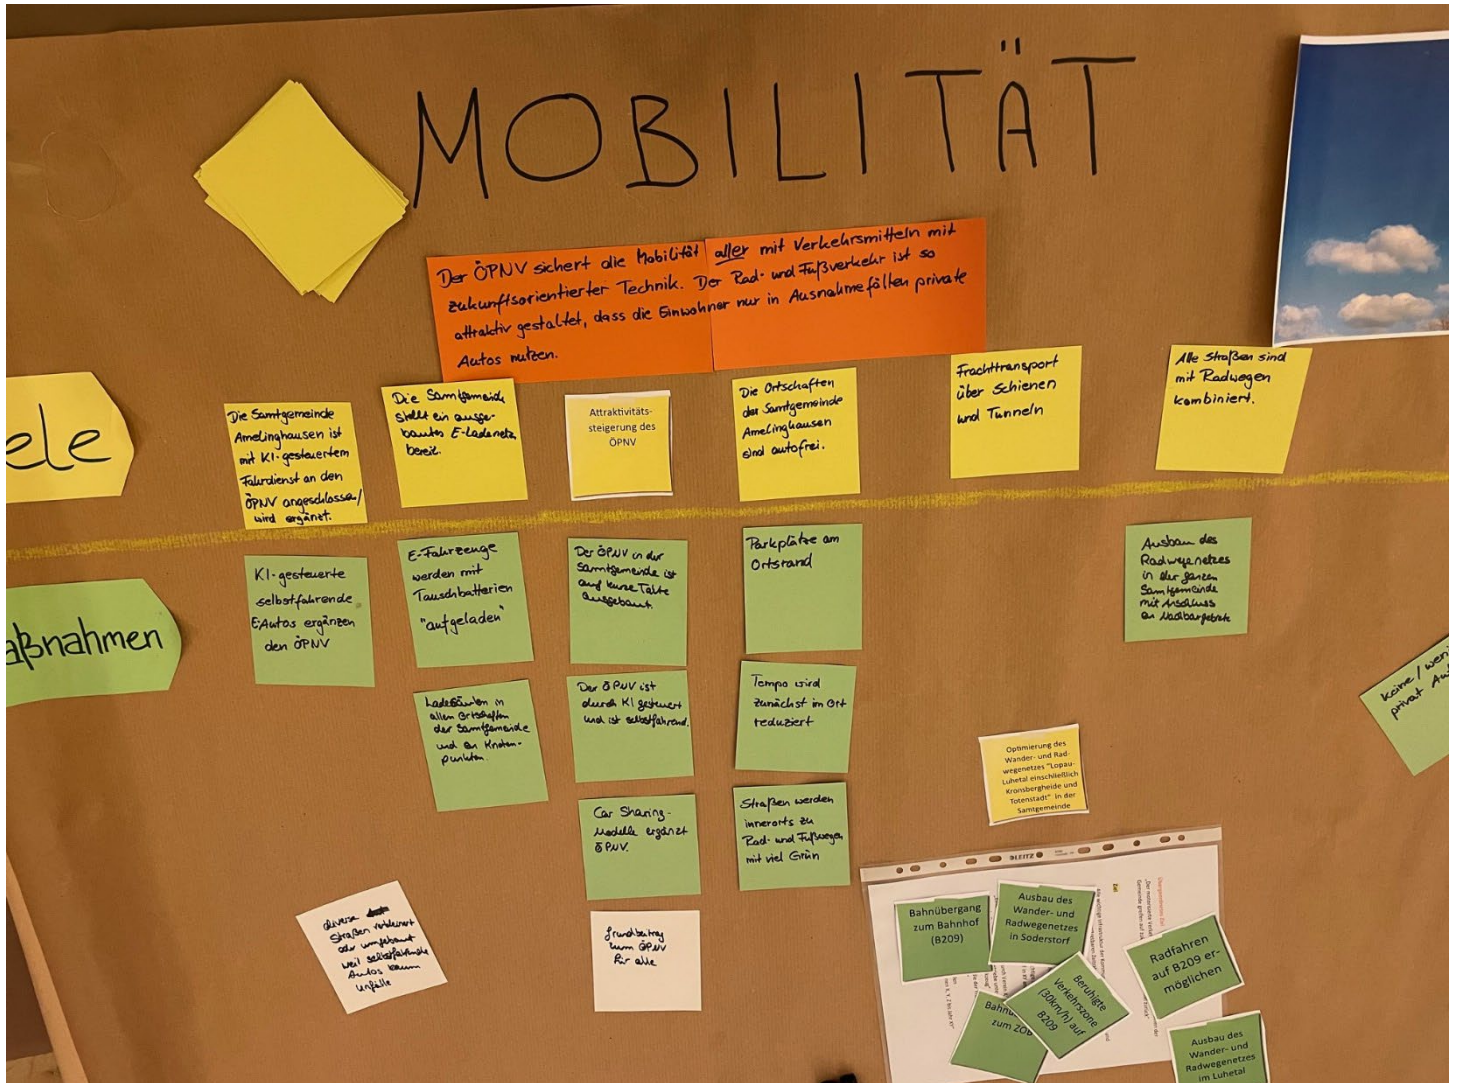 MOBILITÄT
Der ÖPNV sichert die Mobilität aller mit Verkehrsmitteln mit
zukunftsorientierter Technik. Der Rad- und Fußverkehr ist so
attraktiv gestaltet, dass die Einwohner nur in Ausnahmefällen private
Autos nutzen.
ele
Die Samtgemeinde
Amelinghausen ist
mit KI-gesteuertem
Fahrdienst an den
ÖPNV angeschlossen/
wird ergänzt.
Die Samtgemeinde
stellt ein ausge-
bautes E-Ladenetz
bereit.
Attraktivitäts-
steigerung des
ÖPNV
Die Ortschaften
der Samtgemeinde
Amelinghausen
sind autofrei.
Frachttransport
über Schienen
und Tunneln
Alle Straßen sind
mit Radwegen
kombiniert.
aßnahmen
KI-gesteuerte
selbstfahrende
E-Autos ergänzen
den ÖPNV
E-Fahrzeuge
werden mit
Tauschbatterien
"aufgeladen"
Ladesäulen in
allen Ortschaften
der Samtgemeinde
und an Knoten-
punkten.
Der ÖPNV in der
Samtgemeinde ist
auf kurze Takte
ausgebaut.
Der ÖPNV ist
durch KI gesteuert
und ist selbstfahrend.
Car Sharing-
Modelle ergänzt
ÖPNV.
Parkplätze am
Ortsrand
Tempo wird
zunächst im Ort
reduziert
Straßen werden
innerorts zu
Rad- und Fußwegen
mit viel Grün
Ausbau des
Radwegenetzes
in der ganzen
Samtgemeinde
mit Anschluss
an Nachbargebiete
keine/weni
privat Au
Optimierung des
Wander- und Rad-
wegenetzes "Lopau-
Luhetal einschließlich
Kronsbergheide und
Totenstadt" in der
Samtgemeinde
diverse
Straßen verkleinert
oder umgebaut
weil selbstfahrende
Autos kaum
Unfälle
Grundbeitrag
zum ÖPNV
für alle
LEITZ
Bahnübergang
zum Bahnhof
(B209)
Ausbau des
Wander- und
Radwegenetzes
in Soderstorf
Radfahren
auf B209 er-
möglichen
Beruhigte
Verkehrszone
(30km/h) auf
B209
Bahnü
zum ZOB
Ausbau des
Wander- und
Radwegenetzes
im Luhetal
Ziel